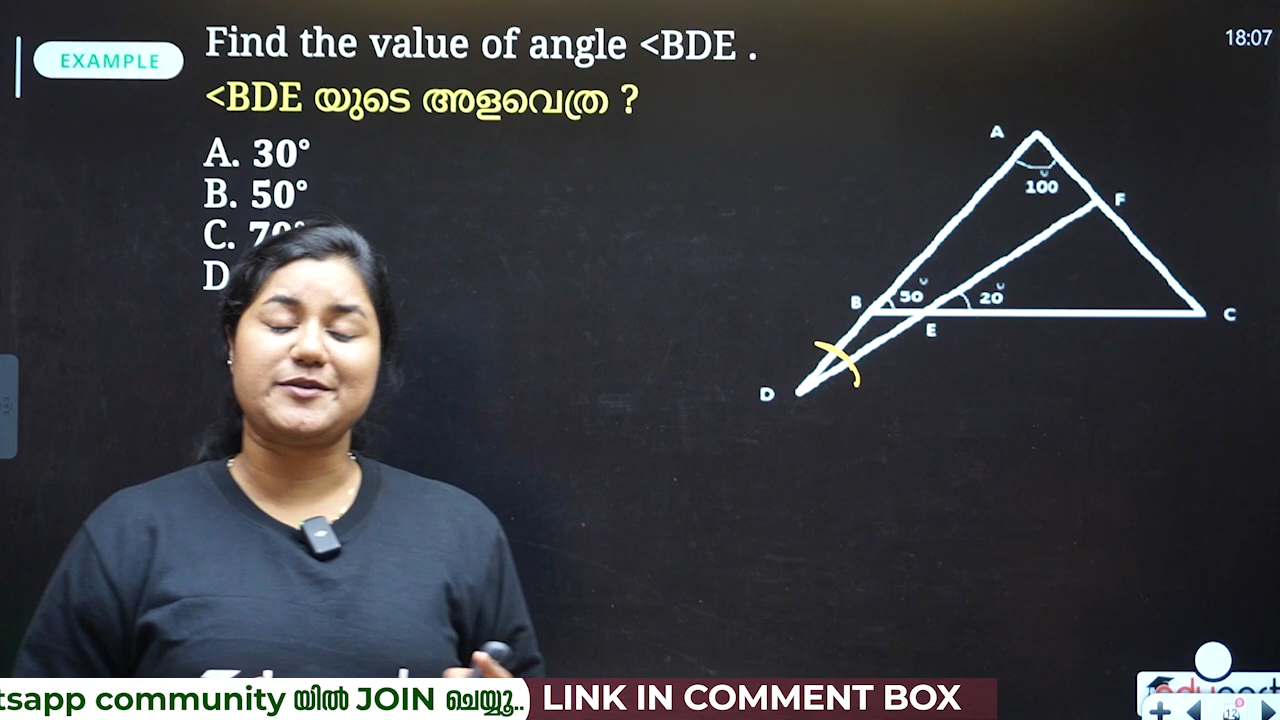 EXAMPLE
Find the value of angle <BDE .
18:07
<BDE യുടെ അളവെത്ര ?
A. 30°
B. 50°
C.
D
A
100
F
B
50
20
E
C
D
community യിൽ JOIN ചെയ്യൂ..
LINK IN COMMENT BOX
12